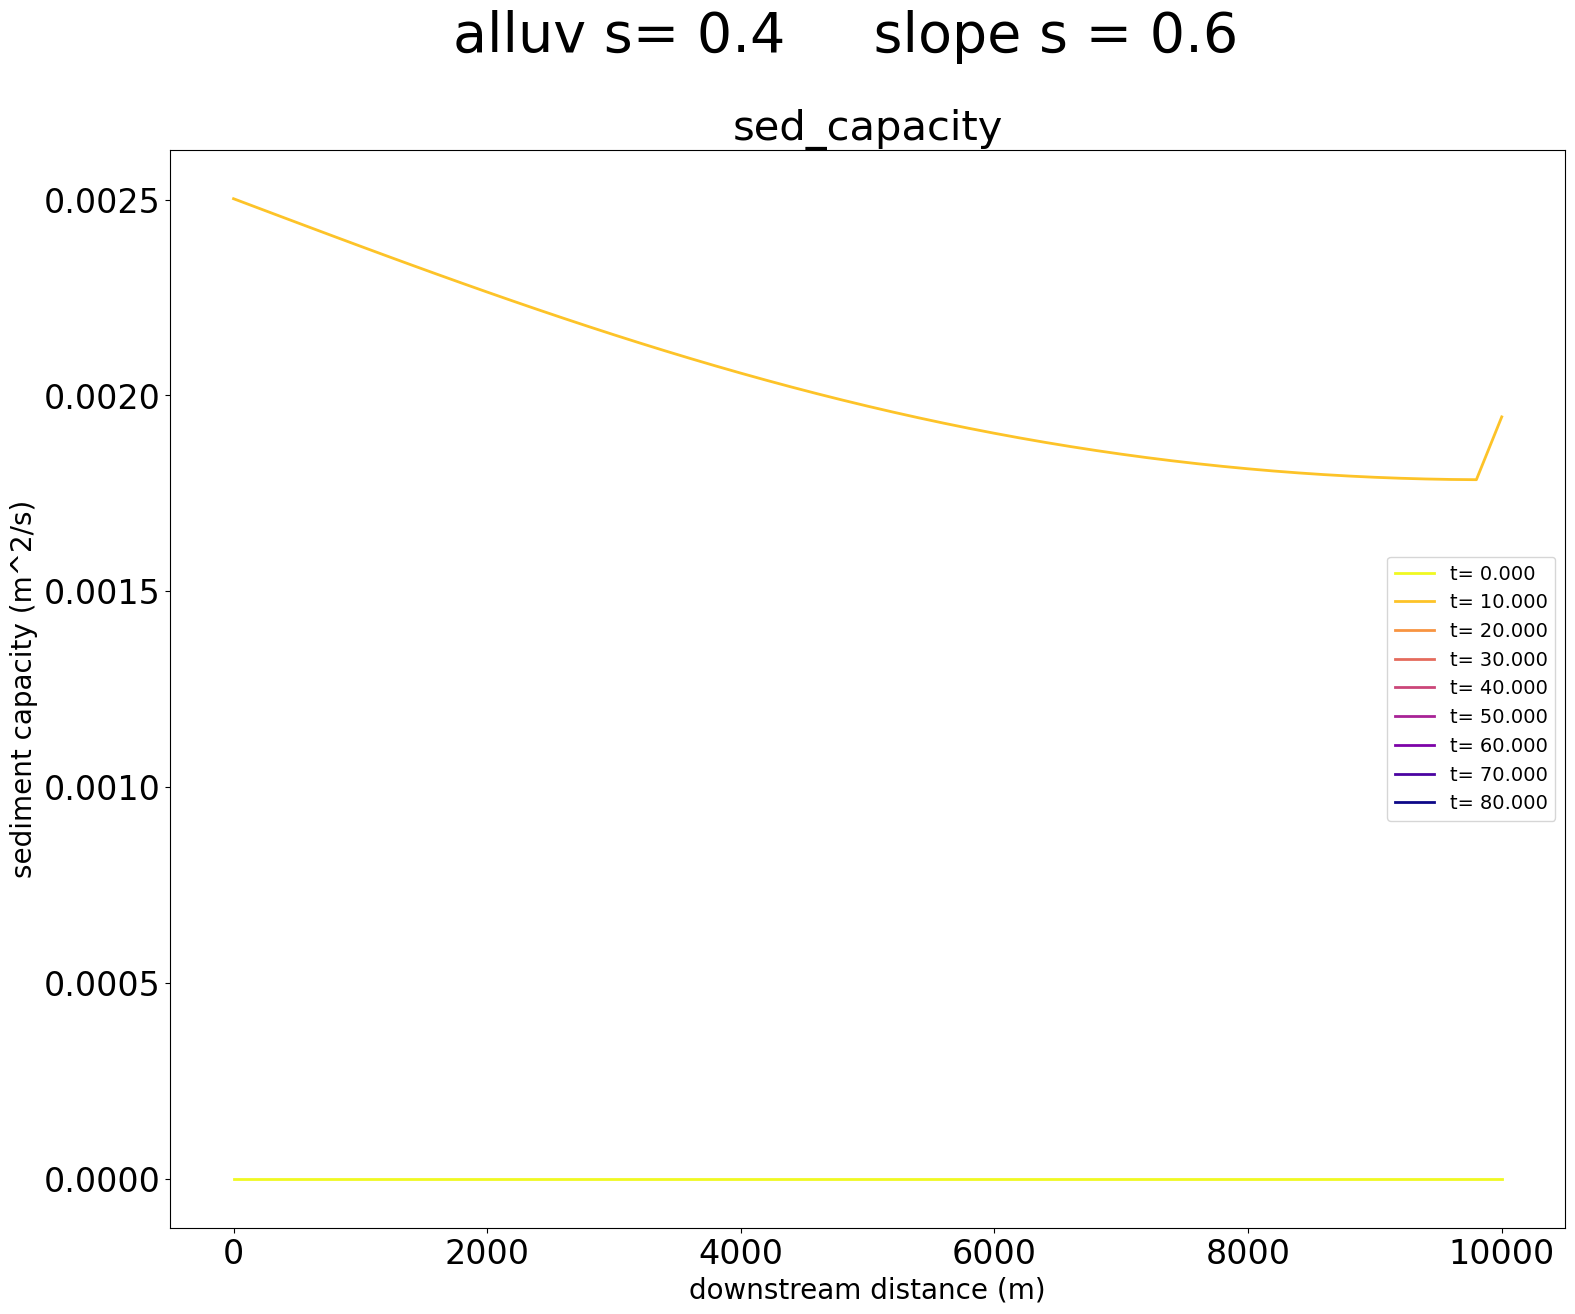 alluv s= 0.4     slope s = 0.6
sed_capacity
0.0025
0.0020
0.0015
0.0010
0.0005
0.0000
sediment capacity (m^2/s)
t= 0.000
t= 10.000
t= 20.000
t= 30.000
t= 40.000
t= 50.000
t= 60.000
t= 70.000
t= 80.000
0 2000 4000 6000 8000 10000
downstream distance (m)